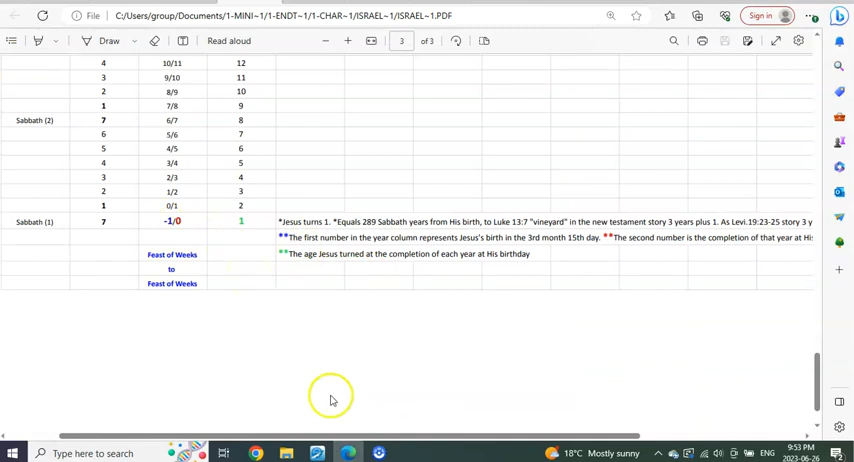 File C:/Users/group/Documents/1-MINI~1/1-ENDT~1/1-CHAR~1/ISRAEL~1/ISRAEL~1.PDF Sign in
Draw Read aloud 3 of 3
4 10/11 12
3 9/10 11
2 8/9 10
1 7/8 9
Sabbath (2) 7 6/7 8
6 5/6 7
5 4/5 6
4 3/4 5
3 2/3 4
2 1/2 3
1 0/1 2
Sabbath (1) 7 -1/0 1 *Jesus turns 1. *Equals 289 Sabbath years from His birth, to Luke 13:7 "vineyard" in the new testament story 3 years plus 1. As Levi.19:23-25 story 3 y
**The first number in the year column represents Jesus's birth in the 3rd month 15th day. **The second number is the completion of that year at His
Feast of Weeks **The age Jesus turned at the completion of each year at His birthday
to
Feast of Weeks
Type here to search 18°C Mostly sunny ENG 9:53 PM
2023-06-26
2